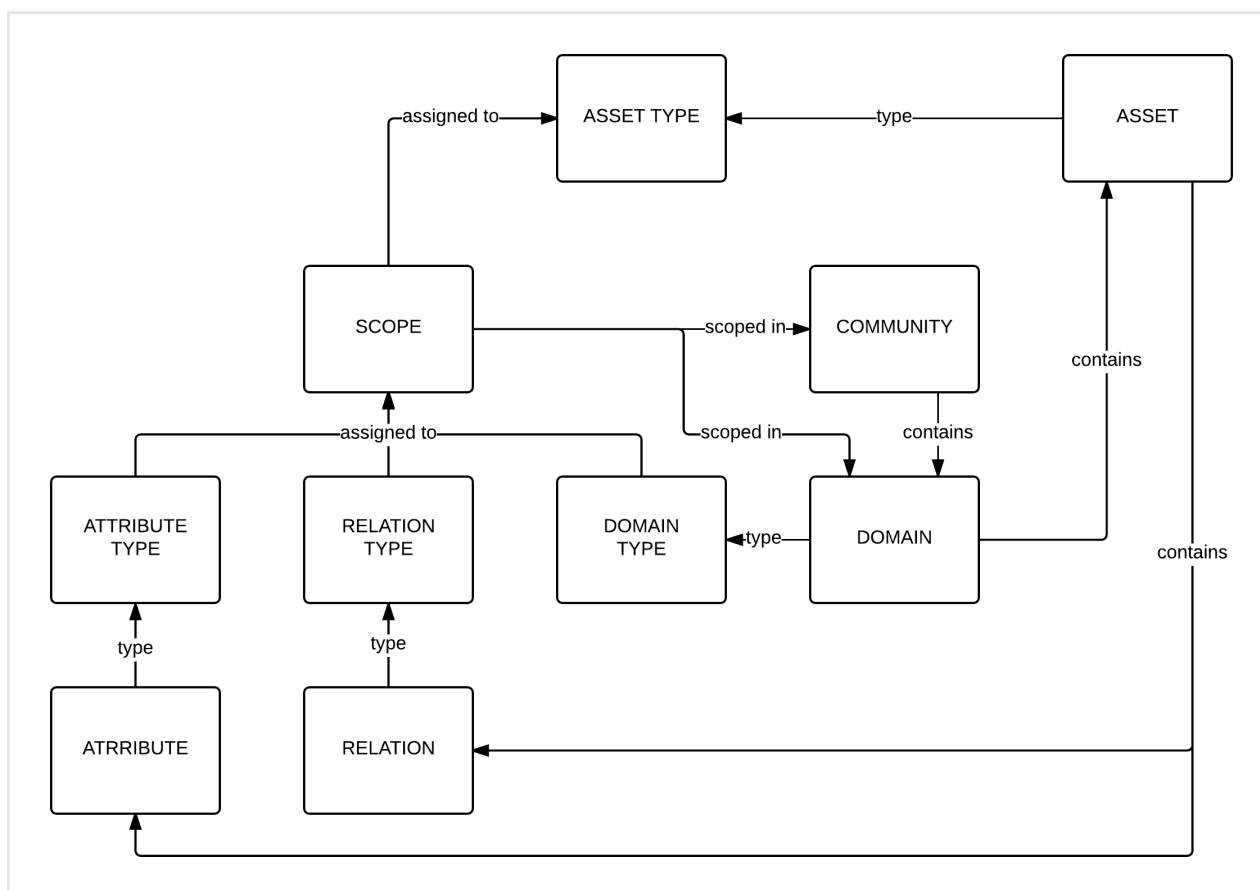 assigned to
ASSET TYPE
type
ASSET
SCOPE
scoped in
COMMUNITY
contains
assigned to
scoped in
contains
ATTRIBUTE
TYPE
RELATION
TYPE
DOMAIN
TYPE
type
DOMAIN
contains
type
type
ATRRIBUTE
RELATION